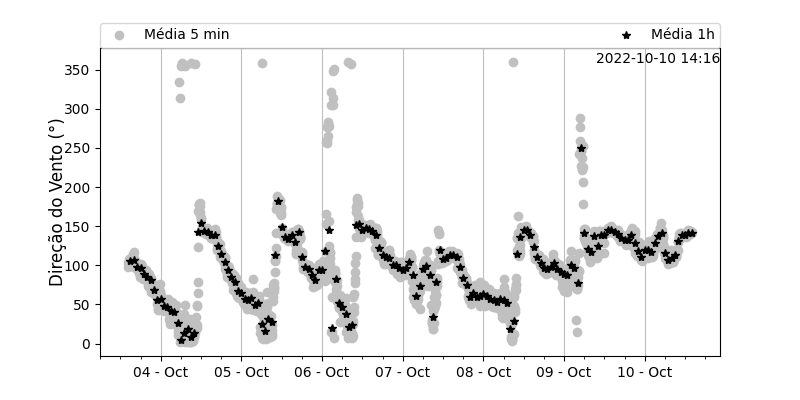 Média 5 min
Média 1h
2022-10-10 14:16
Direção do Vento (°)
350
300
250
200
150
100
50
0
04 - Oct
05 - Oct
06 - Oct
07 - Oct
08 - Oct
09 - Oct
10 - Oct